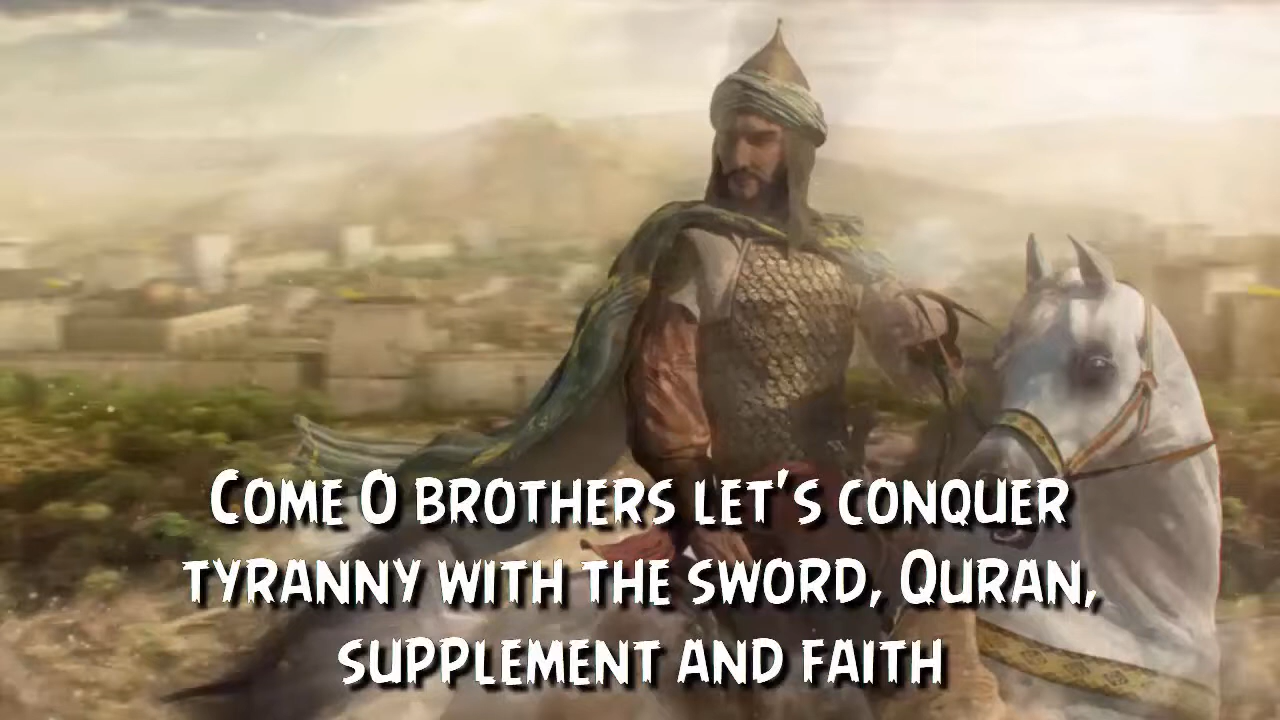 Come O brothers let's conquer
tyranny with the sword, Quran,
supplement and faith